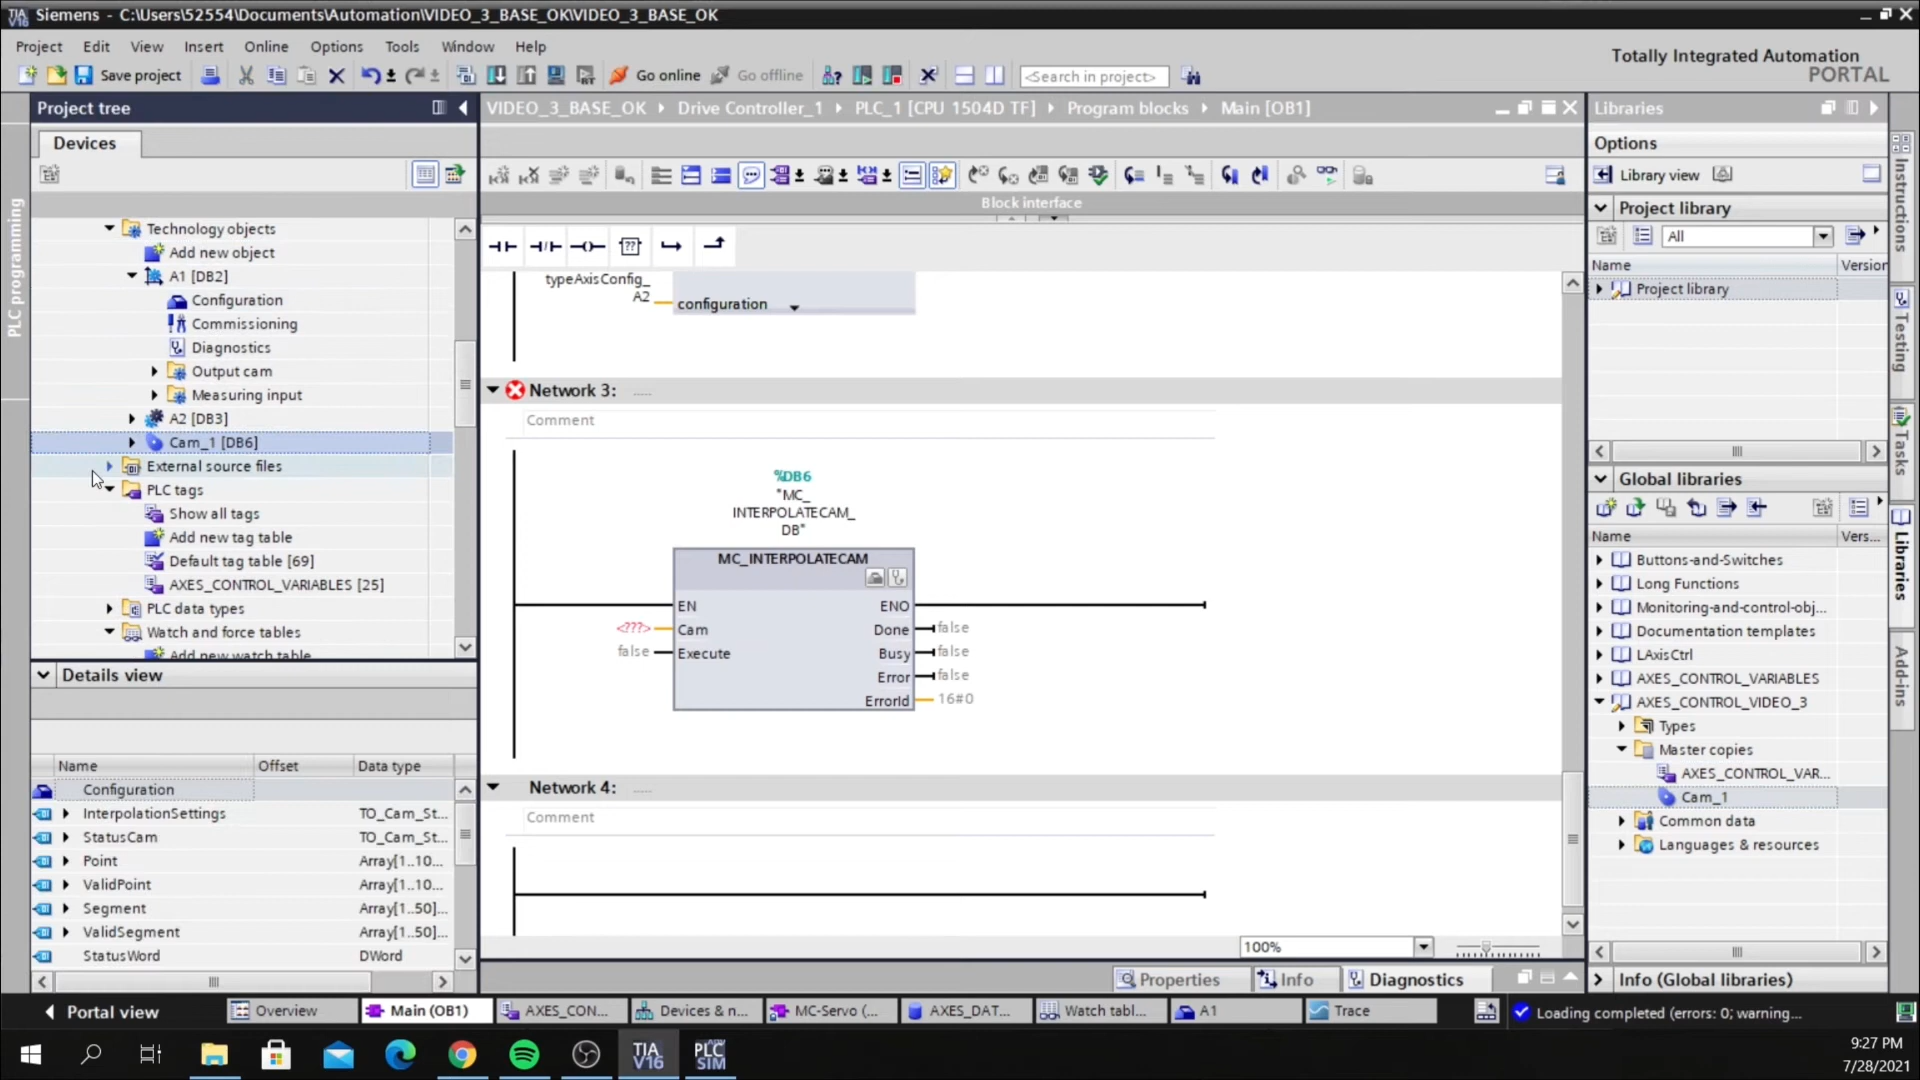 Siemens - C:\Users\52554\Documents\Automation\VIDEO_3_BASE_OK\VIDEO_3_BASE_OK
Project Edit View Insert Online Options Tools Window Help
Totally Integrated Automation
PORTAL
Save project
Go online
Go offline
<Search in project>
Project tree
VIDEO_3_BASE_OK
Drive Controller_1
PLC_1 [CPU 1504D TF]
Program blocks
Main [OB1]
Libraries
Devices
Options
Library view
Block interface
Project library
All
Name
Version
Project library
PLC programming
Technology objects
Add new object
A1 [DB2]
Configuration
Commissioning
Diagnostics
Output cam
Measuring input
A2 [DB3]
Cam_1 [DB6]
External source files
PLC tags
Show all tags
Add new tag table
Default tag table [69]
AXES_CONTROL_VARIABLES [25]
PLC data types
Watch and force tables
Add new watch table
typeAxisConfig_
A2
configuration
Network 3: .....
Comment
%DB6
"MC_
INTERPOLATECAM_
DB"
MC_INTERPOLATECAM
EN ENO
<???> Cam Done false
false Execute Busy false
Error false
ErrorId 16#0
Network 4: .....
Comment
100%
Properties
Info
Diagnostics
Global libraries
Name
Vers...
Buttons-and-Switches
Long Functions
Monitoring-and-control-obj...
Documentation templates
LAxisCtrl
AXES_CONTROL_VARIABLES
AXES_CONTROL_VIDEO_3
Types
Master copies
AXES_CONTROL_VAR...
Cam_1
Common data
Languages & resources
Info (Global libraries)
Instructions
Testing
Tasks
Libraries
Add-ins
Details view
Name Offset Data type
Configuration
InterpolationSettings TO_Cam_St...
StatusCam TO_Cam_St...
Point Array[1..10...
ValidPoint Array[1..10...
Segment Array[1..50]...
ValidSegment Array[1..50]...
StatusWord DWord
Portal view
Overview
Main (OB1)
AXES_CON...
Devices & n...
MC-Servo (...
AXES_DAT...
Watch tabl...
A1
Trace
Loading completed (errors: 0; warning...
TIA
V16
PLC
SIM
9:27 PM
7/28/2021